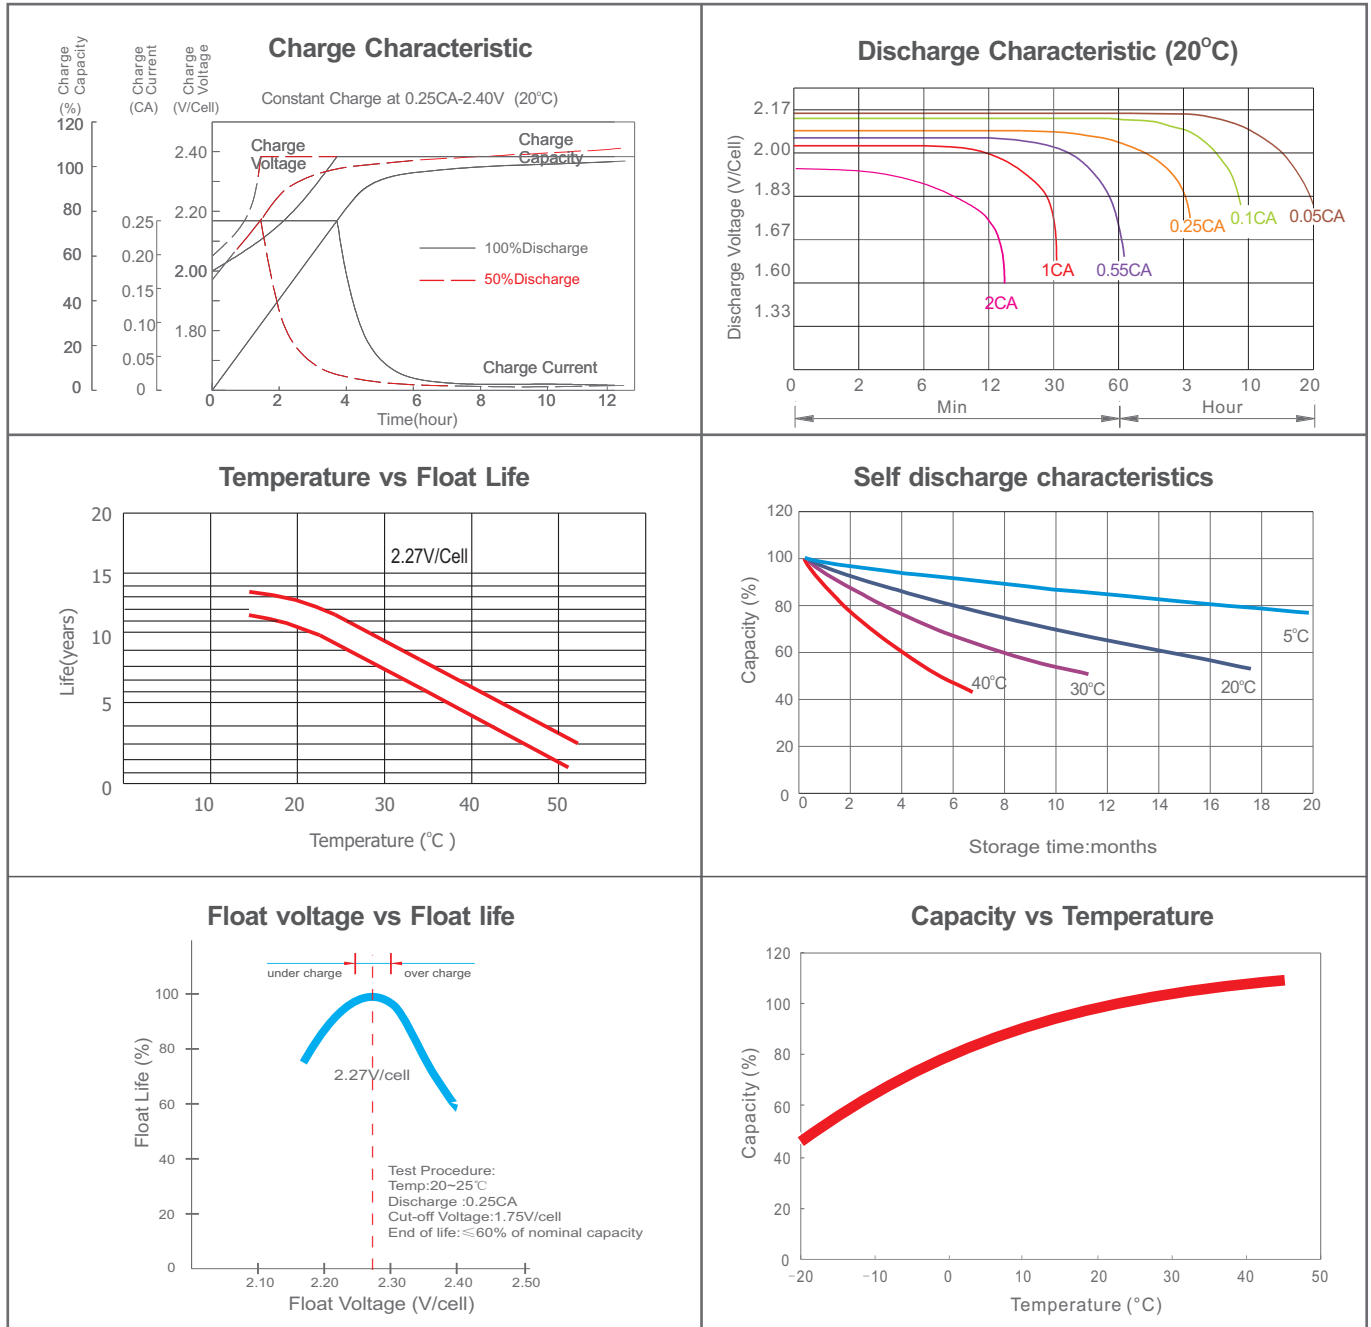 Charge Characteristic
Charge
Capacity
(%)
Charge
Current
(CA)
Charge
Voltage
(V/Cell)
Constant Charge at 0.25CA-2.40V (20°C)
120
100
80
60
40
20
0
0.25
0.20
0.15
0.10
0.05
0
2.40
2.20
2.00
1.80
Charge
Voltage
Charge
Capacity
100%Discharge
50%Discharge
Charge Current
0 2 4 6 8 10 12
Time(hour)
Discharge Characteristic (20°C)
Discharge Voltage (V/Cell)
2.17
2.00
1.83
1.67
1.60
1.33
2CA
1CA
0.55CA
0.25CA
0.1CA
0.05CA
0 2 6 12 30 60 3 10 20
Min Hour
Temperature vs Float Life
Life(years)
20
15
10
5
0
2.27V/Cell
10 20 30 40 50
Temperature (°C )
Self discharge characteristics
Capacity (%)
120
100
80
60
40
20
0
5°C
40°C
30°C
20°C
0 2 4 6 8 10 12 14 16 18 20
Storage time:months
Float voltage vs Float life
under charge over charge
Float Life (%)
100
80
60
40
20
0
2.27V/cell
Test Procedure:
Temp:20~25℃
Discharge :0.25CA
Cut-off Voltage:1.75V/cell
End of life:≤60% of nominal capacity
2.10 2.20 2.30 2.40 2.50
Float Voltage (V/cell)
Capacity vs Temperature
Capacity (%)
120
100
80
60
40
20
0
−20 −10 0 10 20 30 40 50
Temperature (°C)